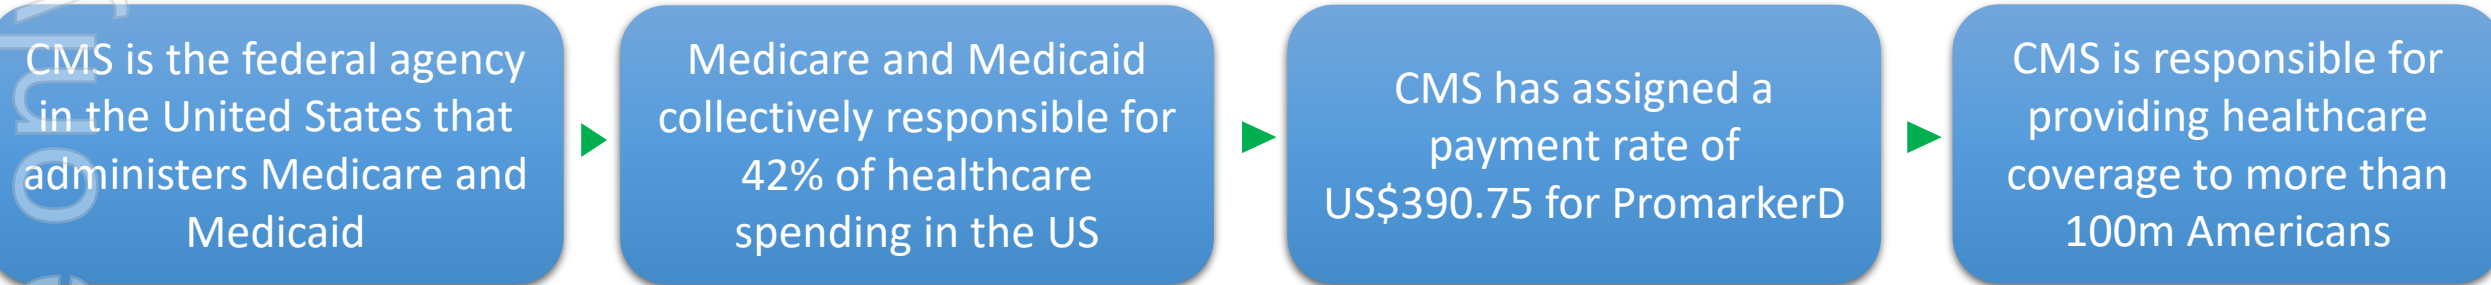 CMS is the federal agency
in the United States that
administers Medicare and
Medicaid
Medicare and Medicaid
collectively responsible for
42% of healthcare
spending in the US
CMS has assigned a
payment rate of
US$390.75 for PromarkerD
CMS is responsible for
providing healthcare
coverage to more than
100m Americans